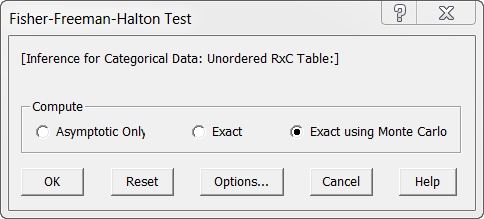 Fisher-Freeman-Halton Test
[Inference for Categorical Data: Unordered RxC Table:]
Compute
Asymptotic Only Exact Exact using Monte Carlo
OK Reset Options... Cancel Help